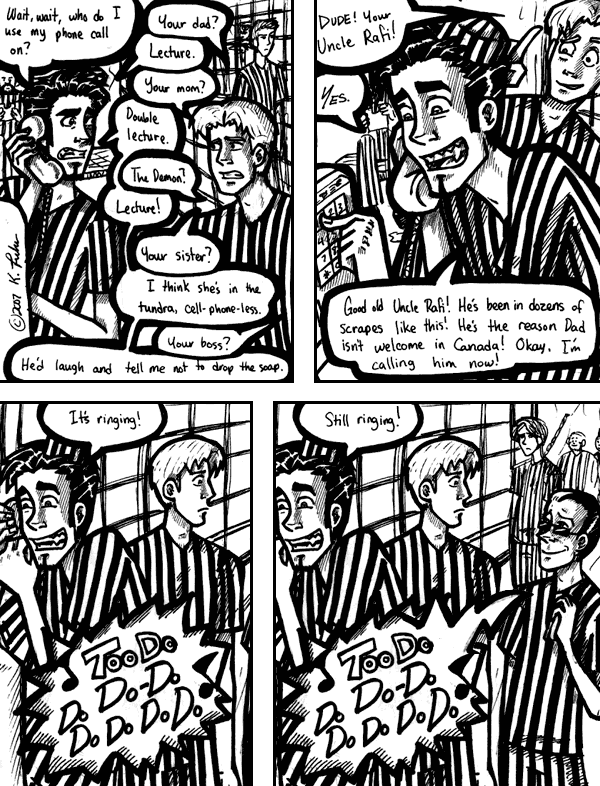 Wait, wait, who do I
use my phone call
on?
Your dad?
Lecture.
Your mom?
Double
lecture.
The Demon?
Lecture!
Your sister?
I think she's in the
tundra, cell-phone-less.
Your boss?
He'd laugh and tell me not to drop the soap.
©2007 K.
DUDE! Your
Uncle Rafi!
YES.
Good old Uncle Rafi! He's been in dozens of
scrapes like this! He's the reason Dad
isn't welcome in Canada! Okay, I'm
calling him now!
It's ringing!
Too Do
Do-Do
Do Do Do Do Do
Still ringing!
Too Do
Do-Do
Do Do Do Do Do